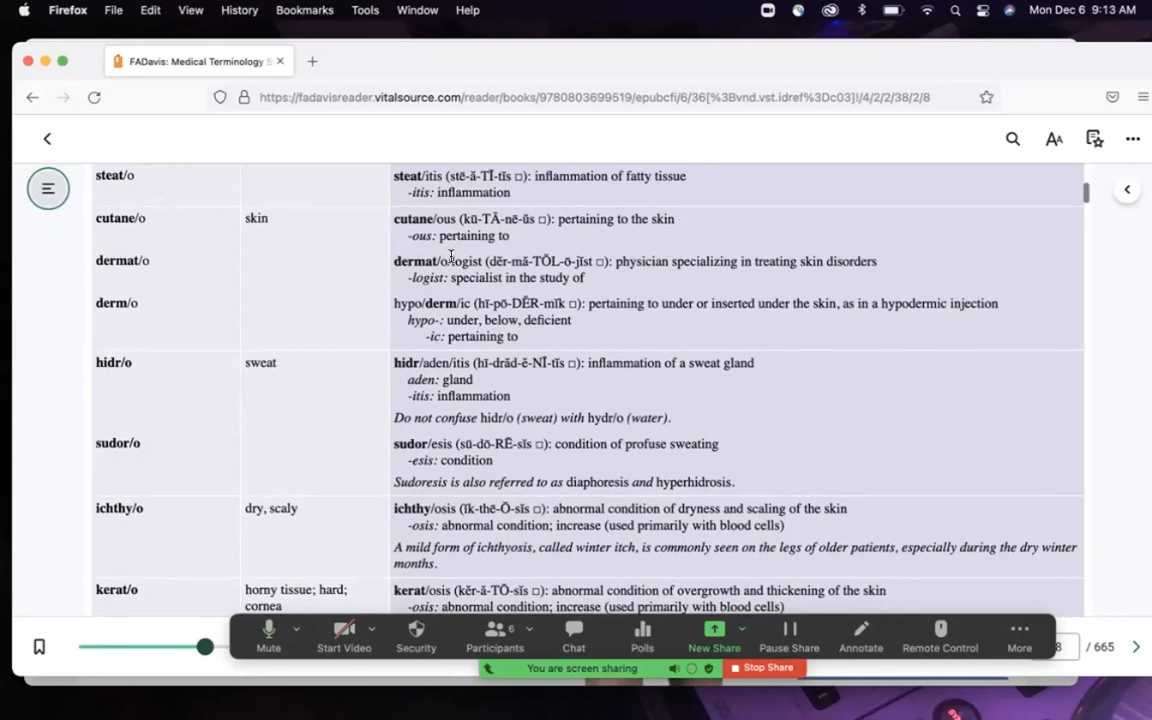 Firefox File Edit View History Bookmarks Tools Window Help Mon Dec 6 9:13 AM
FADavis: Medical Terminology S
https://fadavisreader.vitalsource.com/reader/books/9780803699519/epubcfi/6/36[%3Bvnd.vst.idref%3Dc03]!/4/2/2/38/2/8
steat/o steat/itis (stē-ă-TĪ-tĭs □): inflammation of fatty tissue
-itis: inflammation
cutane/o skin cutane/ous (kū-TĀ-nē-ŭs □): pertaining to the skin
-ous: pertaining to
dermat/o dermat/o/logist (dĕr-mă-TŎL-ō-jĭst □): physician specializing in treating skin disorders
-logist: specialist in the study of
derm/o hypo/derm/ic (hī-pō-DĔR-mĭk □): pertaining to under or inserted under the skin, as in a hypodermic injection
hypo-: under, below, deficient
-ic: pertaining to
hidr/o sweat hidr/aden/itis (hī-drăd-ĕ-NĪ-tĭs □): inflammation of a sweat gland
aden: gland
-itis: inflammation
Do not confuse hidr/o (sweat) with hydr/o (water).
sudor/o sudor/esis (sū-dō-RĒ-sĭs □): condition of profuse sweating
-esis: condition
Sudoresis is also referred to as diaphoresis and hyperhidrosis.
ichthy/o dry, scaly ichthy/osis (ĭk-thē-Ō-sĭs □): abnormal condition of dryness and scaling of the skin
-osis: abnormal condition; increase (used primarily with blood cells)
A mild form of ichthyosis, called winter itch, is commonly seen on the legs of older patients, especially during the dry winter
months.
kerat/o horny tissue; hard; kerat/osis (kĕr-ă-TŌ-sĭs □): abnormal condition of overgrowth and thickening of the skin
cornea -osis: abnormal condition; increase (used primarily with blood cells)
6
Mute Start Video Security Participants Chat Polls New Share Pause Share Annotate Remote Control More
8 / 665
You are screen sharing Stop Share